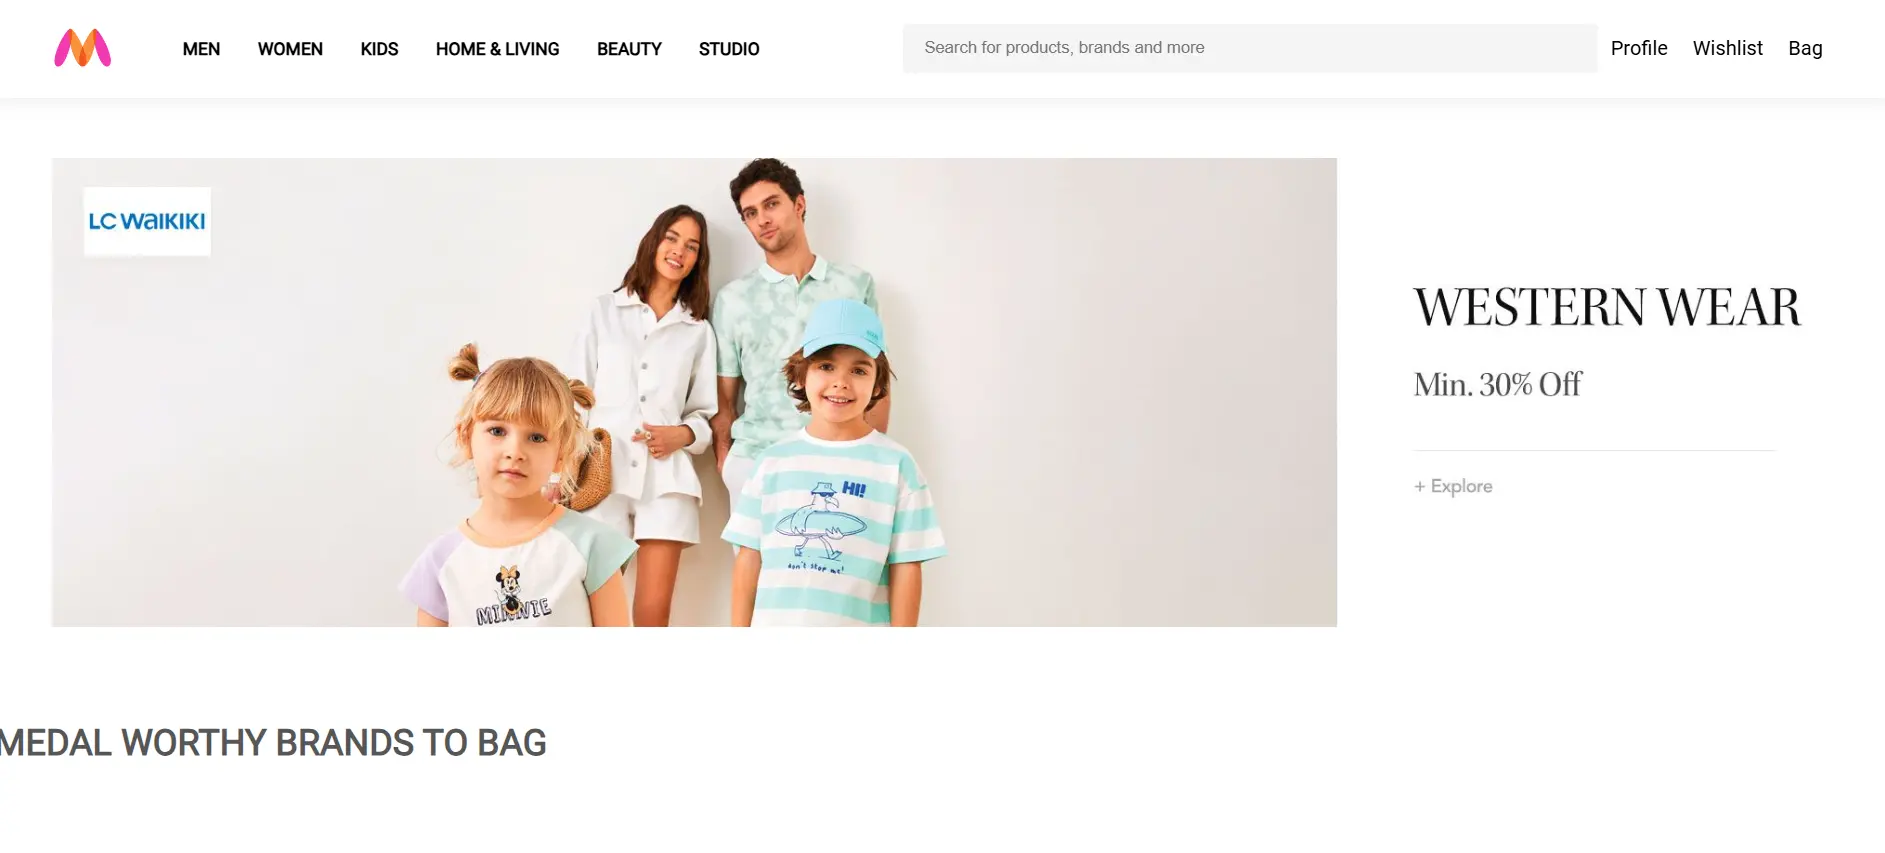 MEN WOMEN KIDS HOME & LIVING BEAUTY STUDIO Search for products, brands and more Profile Wishlist Bag
LC WAIKIKI
WESTERN WEAR
Min. 30% Off
+ Explore
HI!
don't stop me!
MINNIE
MEDAL WORTHY BRANDS TO BAG